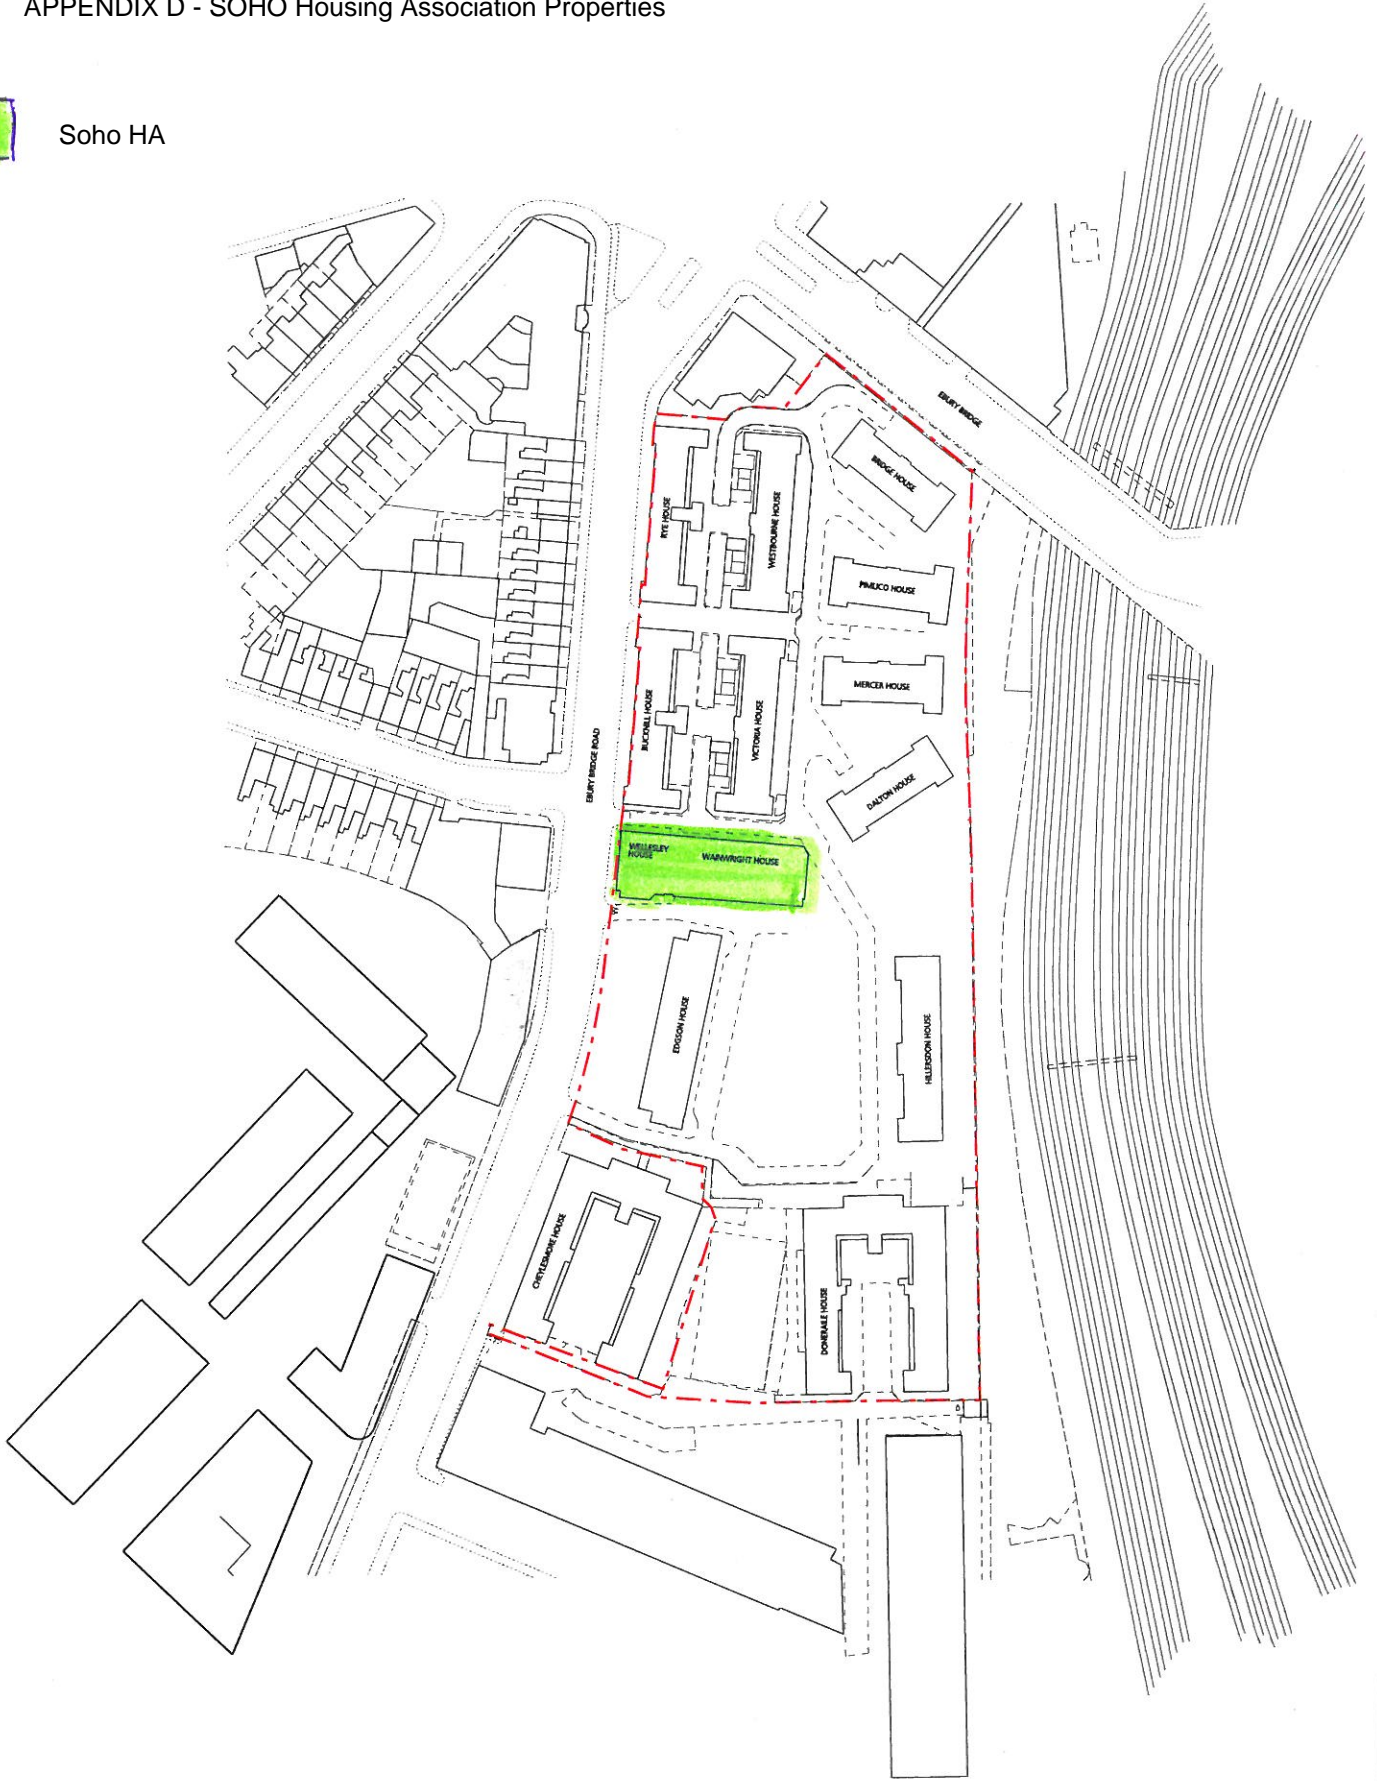 APPENDIX D - SOHO Housing Association Properties
Soho HA
EBURY BRIDGE
BRIDGE HOUSE
RYE HOUSE
WESTBOURNE HOUSE
PIMLICO HOUSE
MERCER HOUSE
BUCKNILL HOUSE
VICTORIA HOUSE
EBURY BRIDGE ROAD
DALTON HOUSE
WELLESLEY
HOUSE
WAINWRIGHT HOUSE
EDGSON HOUSE
HILLERSDON HOUSE
CHEYLESMORE HOUSE
DONERAILE HOUSE